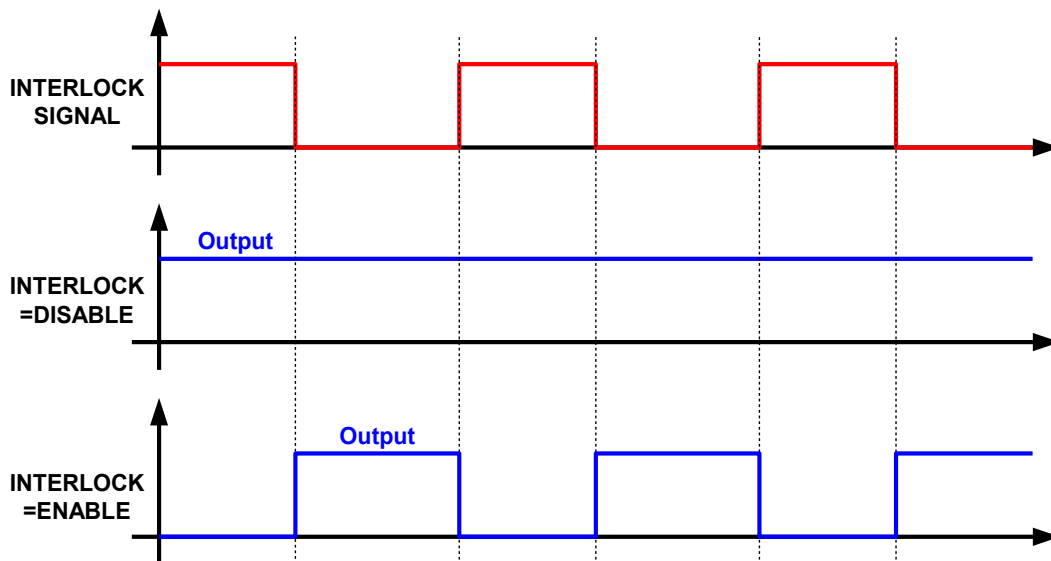 INTERLOCK
SIGNAL
Output
INTERLOCK
=DISABLE
Output
INTERLOCK
=ENABLE